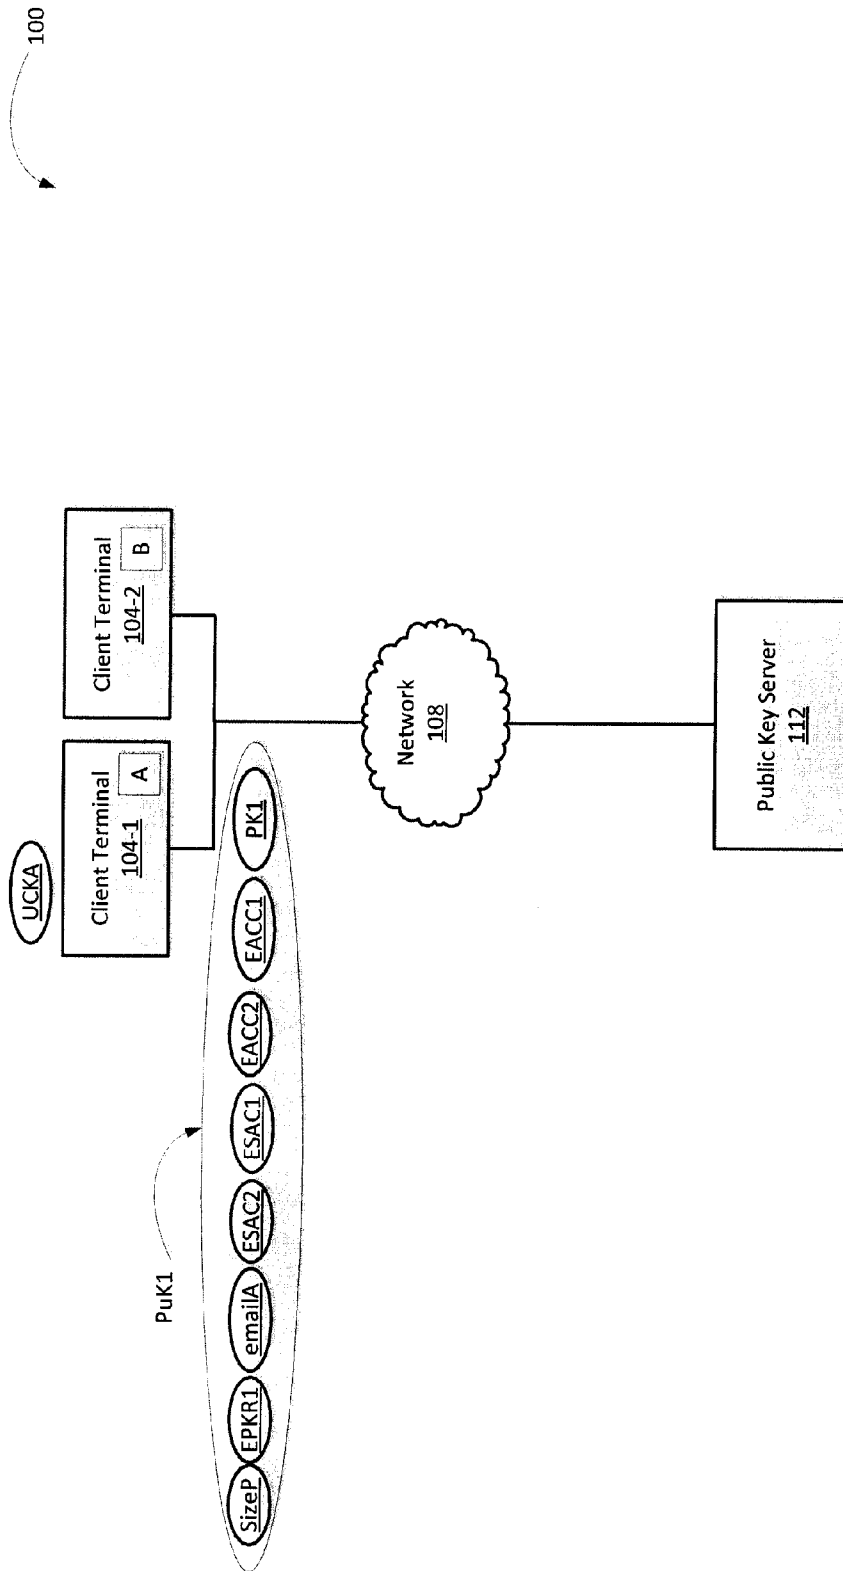 100
UCKA
Client Terminal
104-1
A
Client Terminal
104-2
B
PuK1
SizeP
EPKR1
emailA
ESAC2
ESAC1
EACC2
EACC1
PK1
Network
108
Public Key Server
112